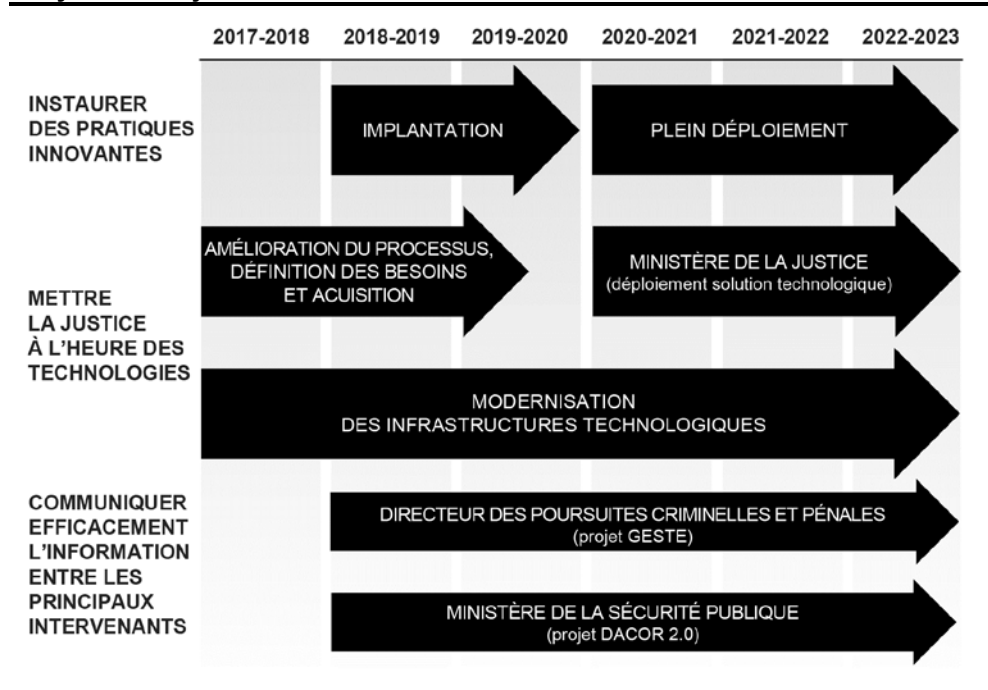 2017-2018 2018-2019 2019-2020 2020-2021 2021-2022 2022-2023
INSTAURER
DES PRATIQUES
INNOVANTES
IMPLANTATION
PLEIN DÉPLOIEMENT
METTRE
LA JUSTICE
À L'HEURE DES
TECHNOLOGIES
AMÉLIORATION DU PROCESSUS,
DÉFINITION DES BESOINS
ET ACUISITION
MINISTÈRE DE LA JUSTICE
(déploiement solution technologique)
MODERNISATION
DES INFRASTRUCTURES TECHNOLOGIQUES
COMMUNIQUER
EFFICACEMENT
L'INFORMATION
ENTRE LES
PRINCIPAUX
INTERVENANTS
DIRECTEUR DES POURSUITES CRIMINELLES ET PÉNALES
(projet GESTE)
MINISTÈRE DE LA SÉCURITÉ PUBLIQUE
(projet DACOR 2.0)